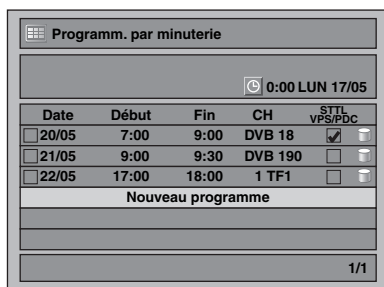 Programm. par minuterie
0:00 LUN 17/05
Date Début Fin CH STTL VPS/PDC
20/05 7:00 9:00 DVB 18
21/05 9:00 9:30 DVB 190
22/05 17:00 18:00 1 TF1
Nouveau programme
1/1